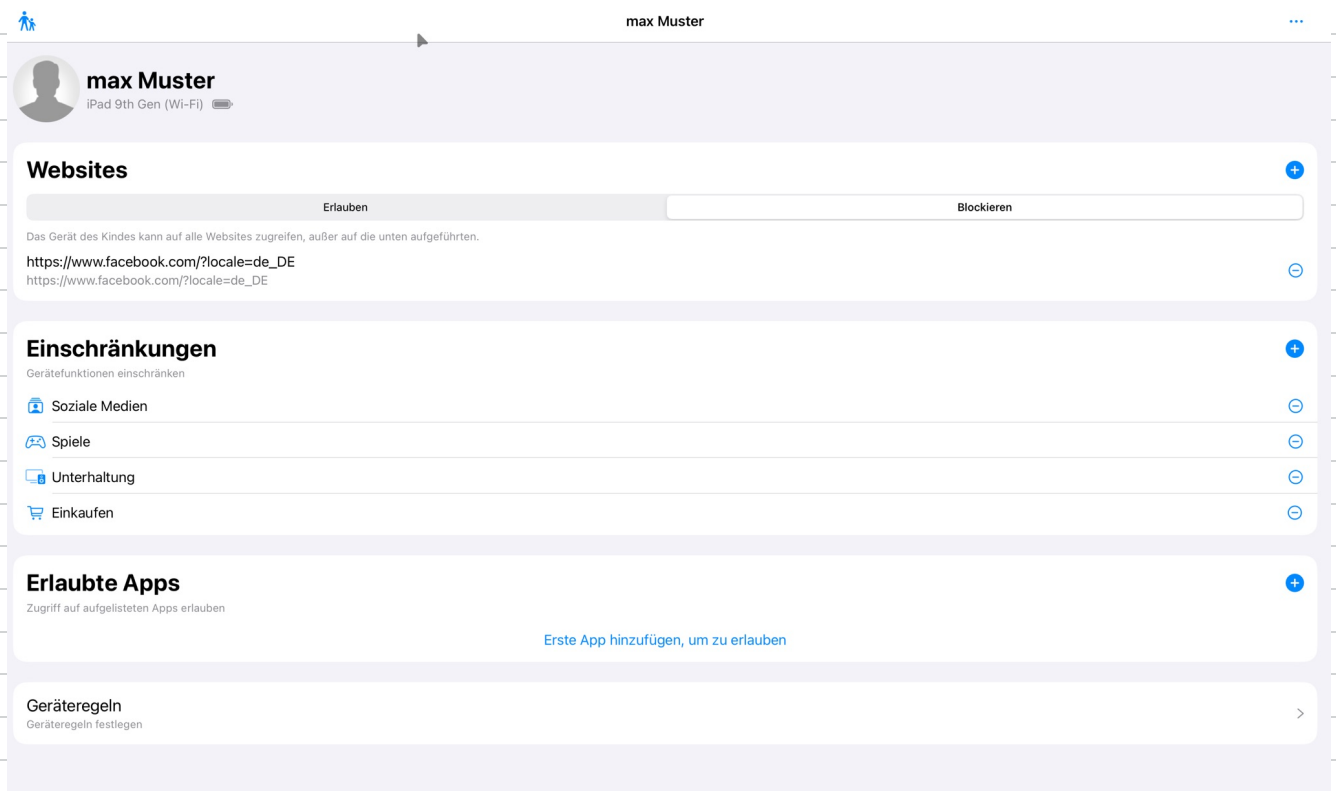 max Muster
max Muster
iPad 9th Gen (Wi-Fi)
Websites
Erlauben
Blockieren
Das Gerät des Kindes kann auf alle Websites zugreifen, außer auf die unten aufgeführten.
https://www.facebook.com/?locale=de_DE
https://www.facebook.com/?locale=de_DE
Einschränkungen
Gerätefunktionen einschränken
Soziale Medien
Spiele
Unterhaltung
Einkaufen
Erlaubte Apps
Zugriff auf aufgelisteten Apps erlauben
Erste App hinzufügen, um zu erlauben
Geräteregeln
Geräteregeln festlegen